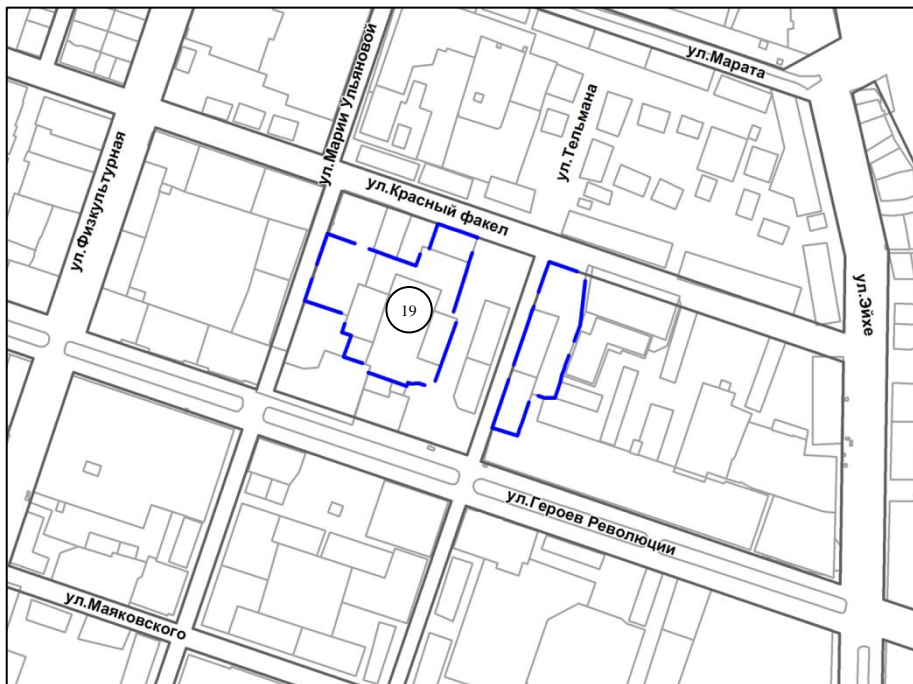 ул.Марата
ул.Марии Ульяновой
ул.Тельмана
ул.Физкультурная
ул.Красный факел
ул.Эйхе
19
ул.Героев Революции
ул.Маяковского